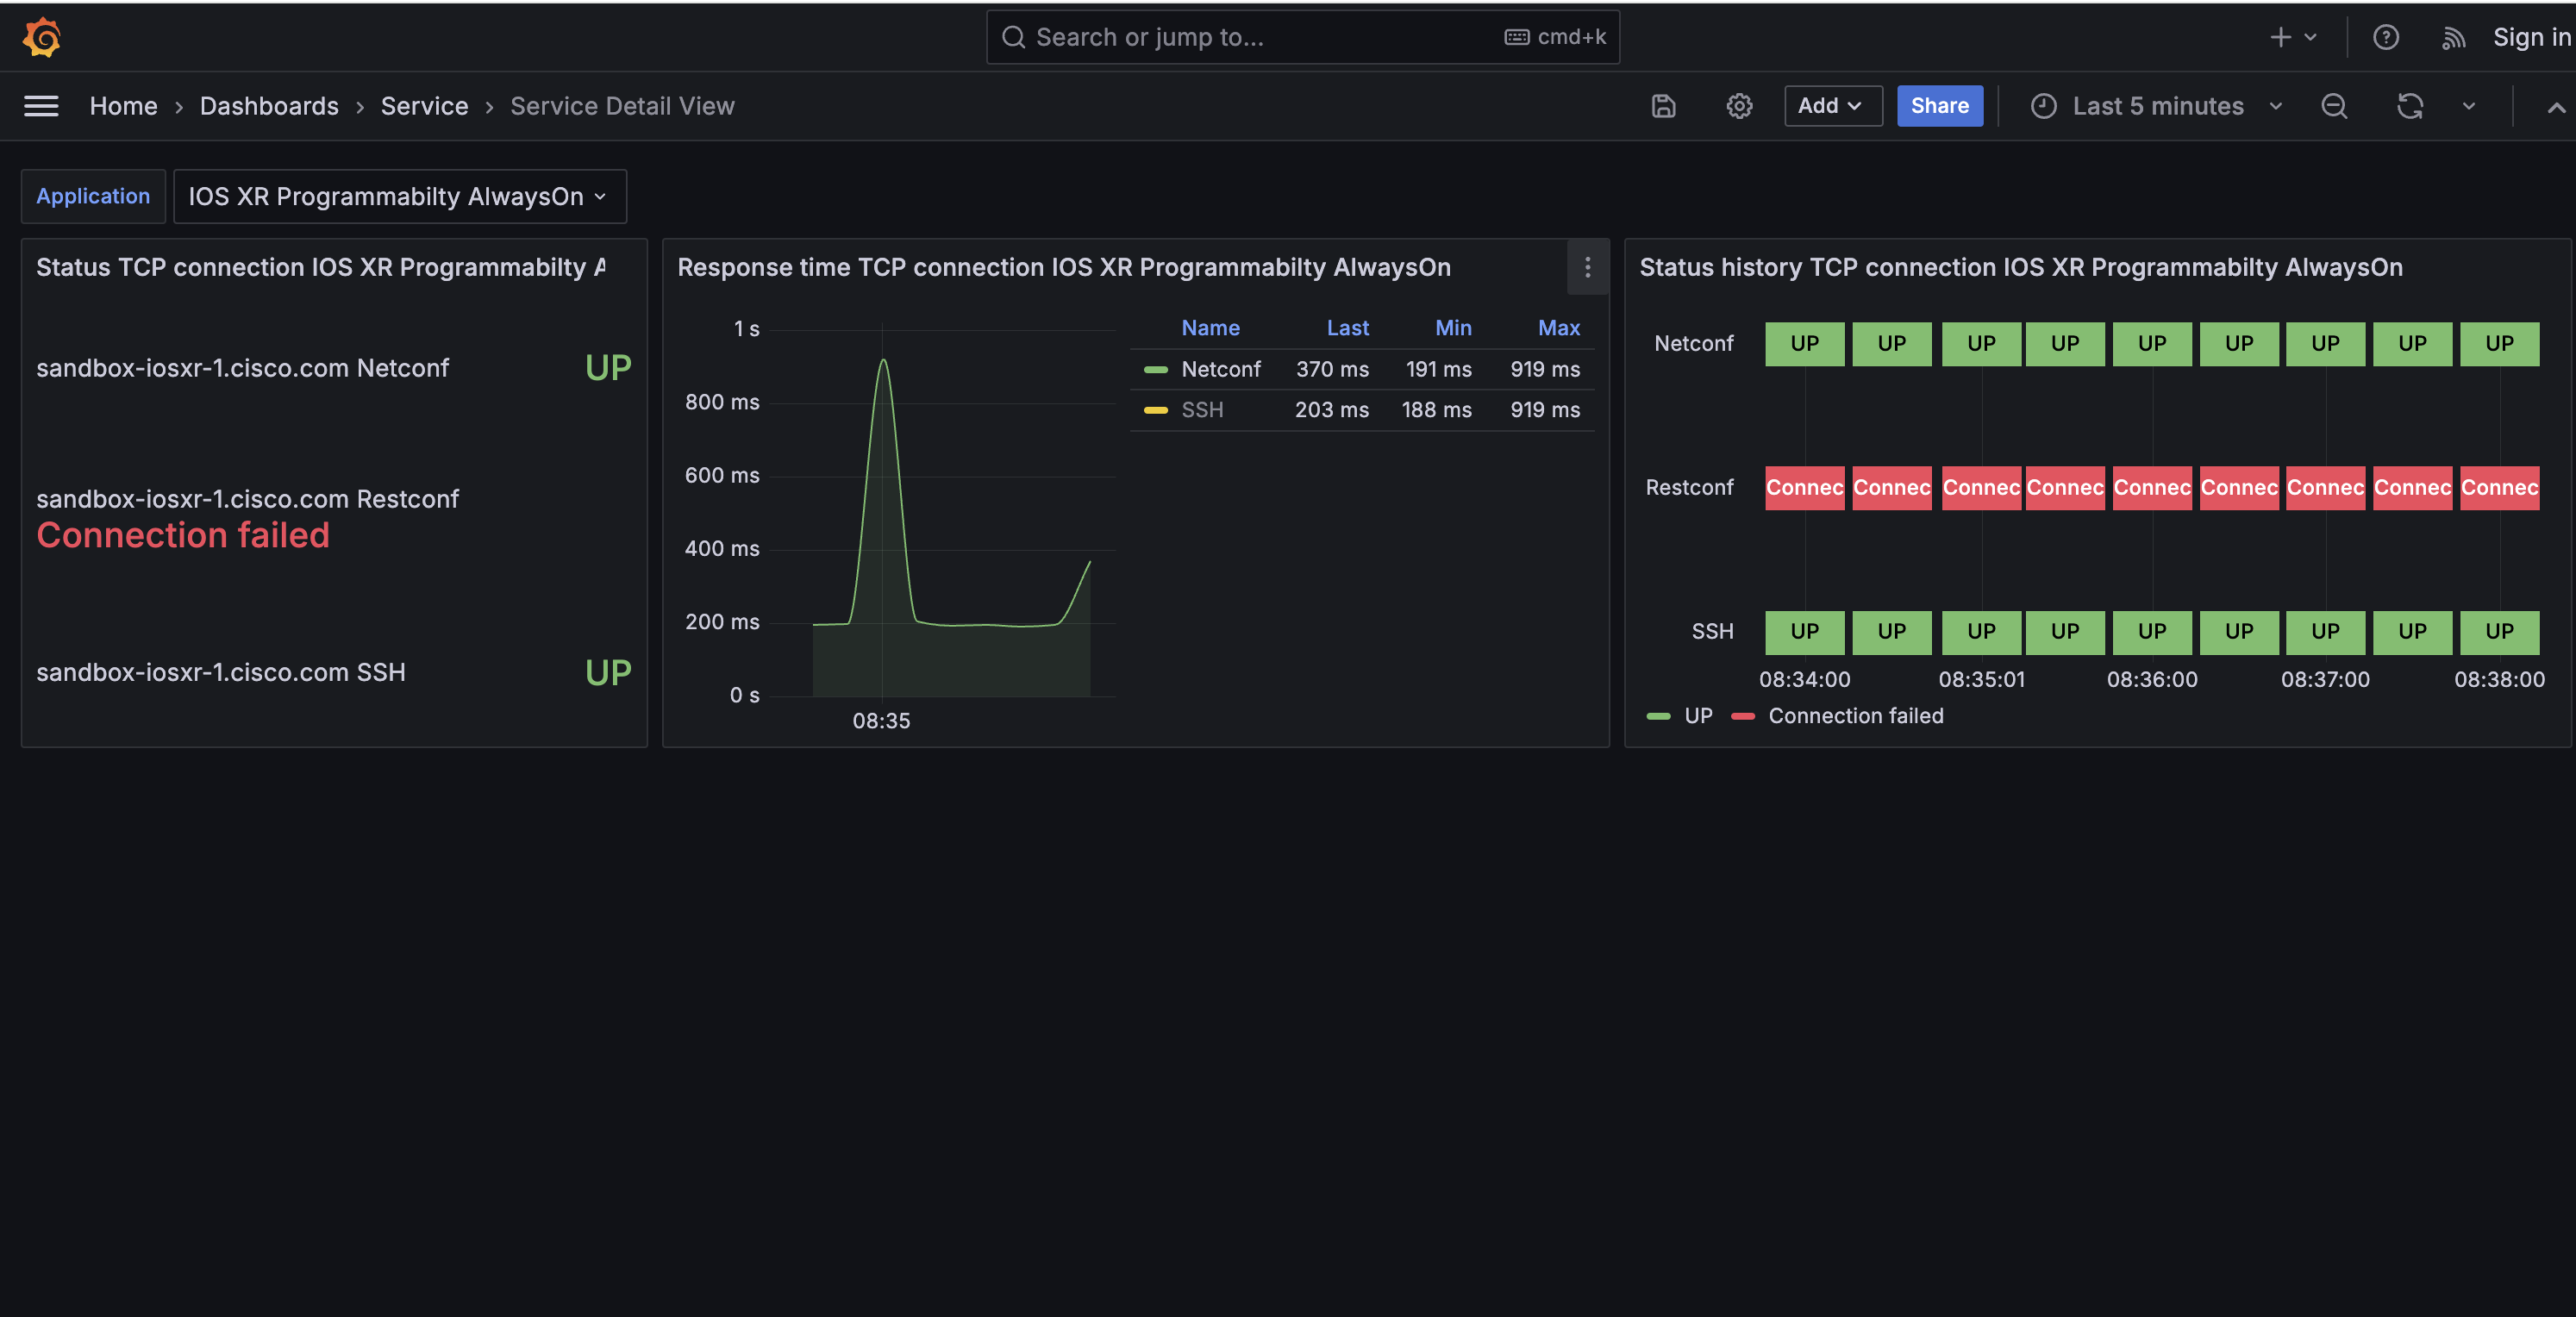 Search or jump to...
cmd+k
Sign in
Home › Dashboards › Service › Service Detail View
Add
Share
Last 5 minutes
Application
IOS XR Programmabilty AlwaysOn
Status TCP connection IOS XR Programmabilty A
sandbox-iosxr-1.cisco.com Netconf
UP
sandbox-iosxr-1.cisco.com Restconf
Connection failed
sandbox-iosxr-1.cisco.com SSH
UP
Response time TCP connection IOS XR Programmabilty AlwaysOn
1 s
800 ms
600 ms
400 ms
200 ms
0 s
08:35
Name Last Min Max
Netconf 370 ms 191 ms 919 ms
SSH 203 ms 188 ms 919 ms
Status history TCP connection IOS XR Programmabilty AlwaysOn
Netconf UP UP UP UP UP UP UP UP UP
Restconf Connec Connec Connec Connec Connec Connec Connec Connec Connec
SSH UP UP UP UP UP UP UP UP UP
08:34:00 08:35:01 08:36:00 08:37:00 08:38:00
UP Connection failed